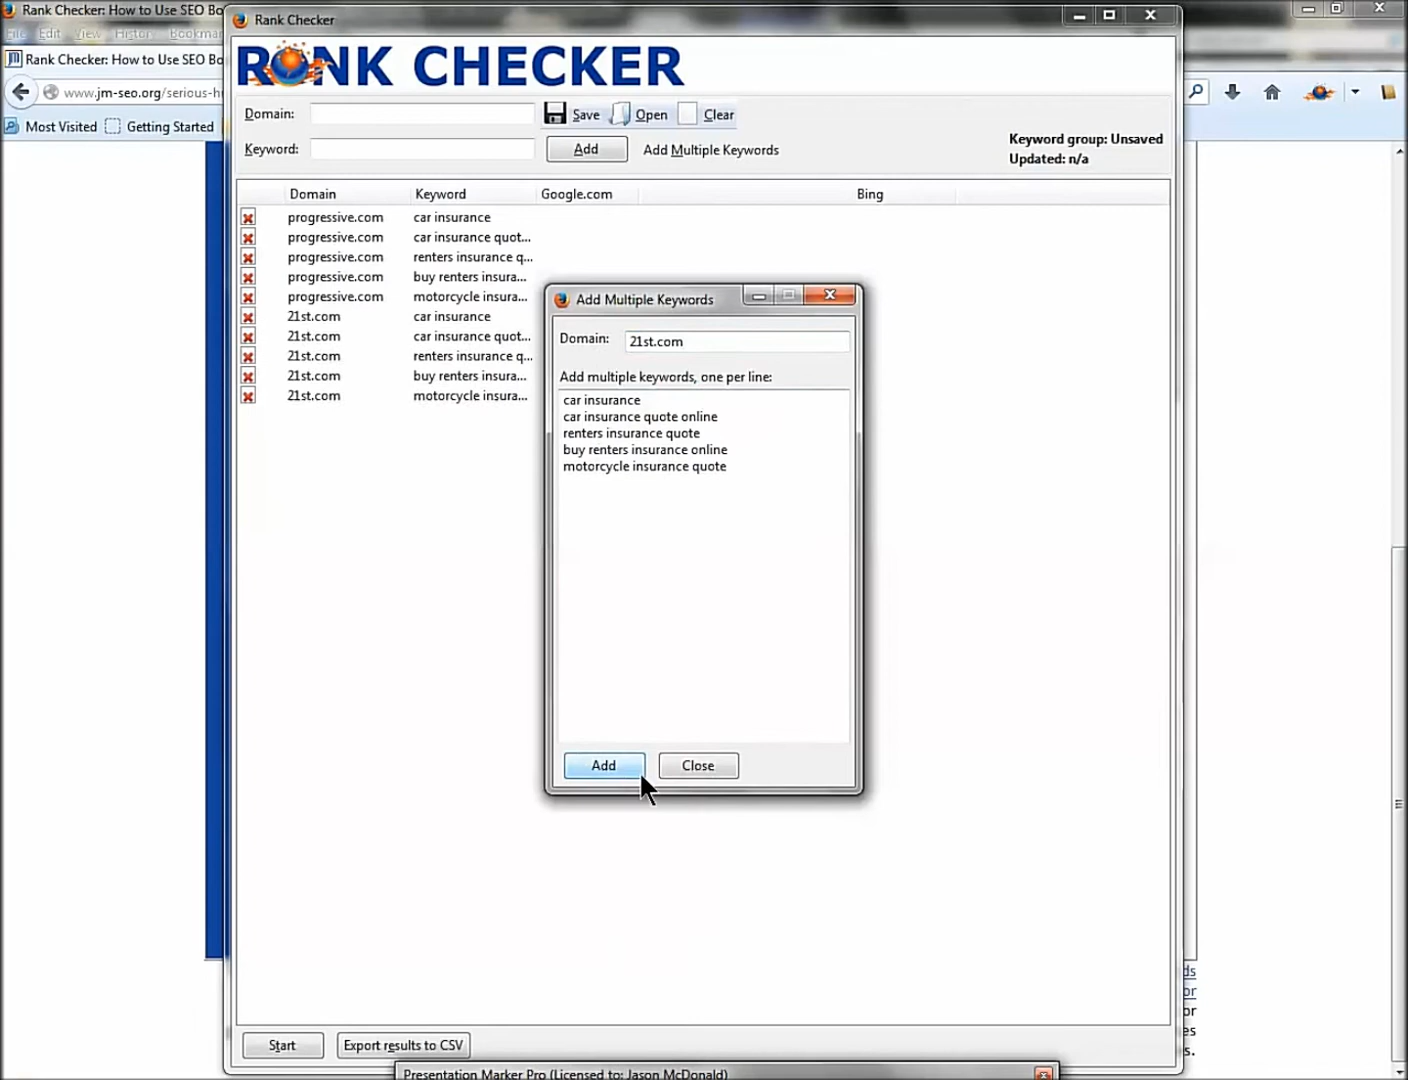 Rank Checker: How to Use SEO Bo
File Edit View History Bookmar
Rank Checker: How to Use SEO Bo
www.jm-seo.org/serious-h
Most Visited Getting Started
Rank Checker
RANK CHECKER
Domain: Save Open Clear
Keyword: Add Add Multiple Keywords
Keyword group: Unsaved
Updated: n/a
Domain Keyword Google.com Bing
progressive.com car insurance
progressive.com car insurance quot...
progressive.com renters insurance q...
progressive.com buy renters insura...
progressive.com motorcycle insura...
21st.com car insurance
21st.com car insurance quot...
21st.com renters insurance q...
21st.com buy renters insura...
21st.com motorcycle insura...
Add Multiple Keywords
Domain: 21st.com
Add multiple keywords, one per line:
car insurance
car insurance quote online
renters insurance quote
buy renters insurance online
motorcycle insurance quote
Add Close
ds
or
or
es
s.
Start Export results to CSV
Presentation Marker Pro (Licensed to: Jason McDonald)